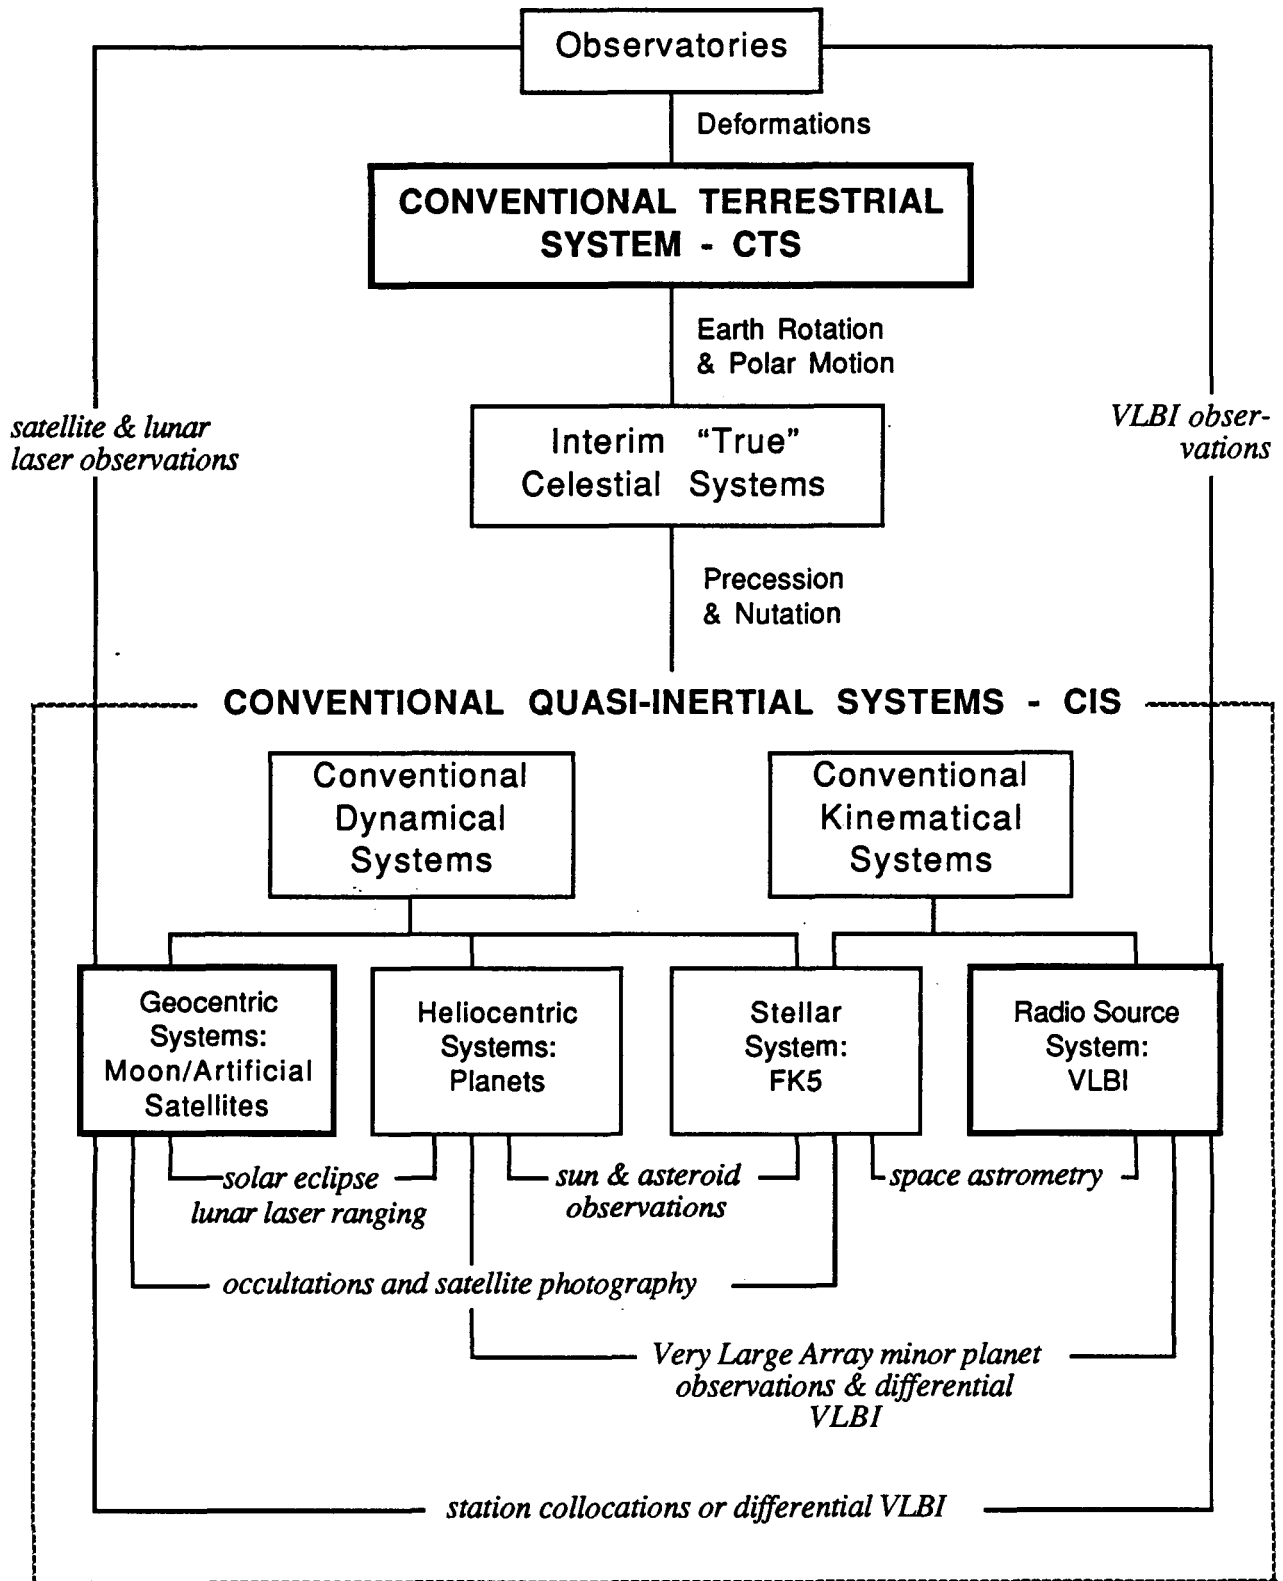 Observatories
Deformations
CONVENTIONAL TERRESTRIAL
SYSTEM - CTS
Earth Rotation
& Polar Motion
satellite & lunar
laser observations
VLBI obser-
vations
Interim “True”
Celestial Systems
Precession
& Nutation
CONVENTIONAL QUASI-INERTIAL SYSTEMS - CIS
Conventional
Dynamical
Systems
Conventional
Kinematical
Systems
Geocentric
Systems:
Moon/Artificial
Satellites
Heliocentric
Systems:
Planets
Stellar
System:
FK5
Radio Source
System:
VLBI
solar eclipse
lunar laser ranging
sun & asteroid
observations
space astrometry
occultations and satellite photography
Very Large Array minor planet
observations & differential
VLBI
station collocations or differential VLBI